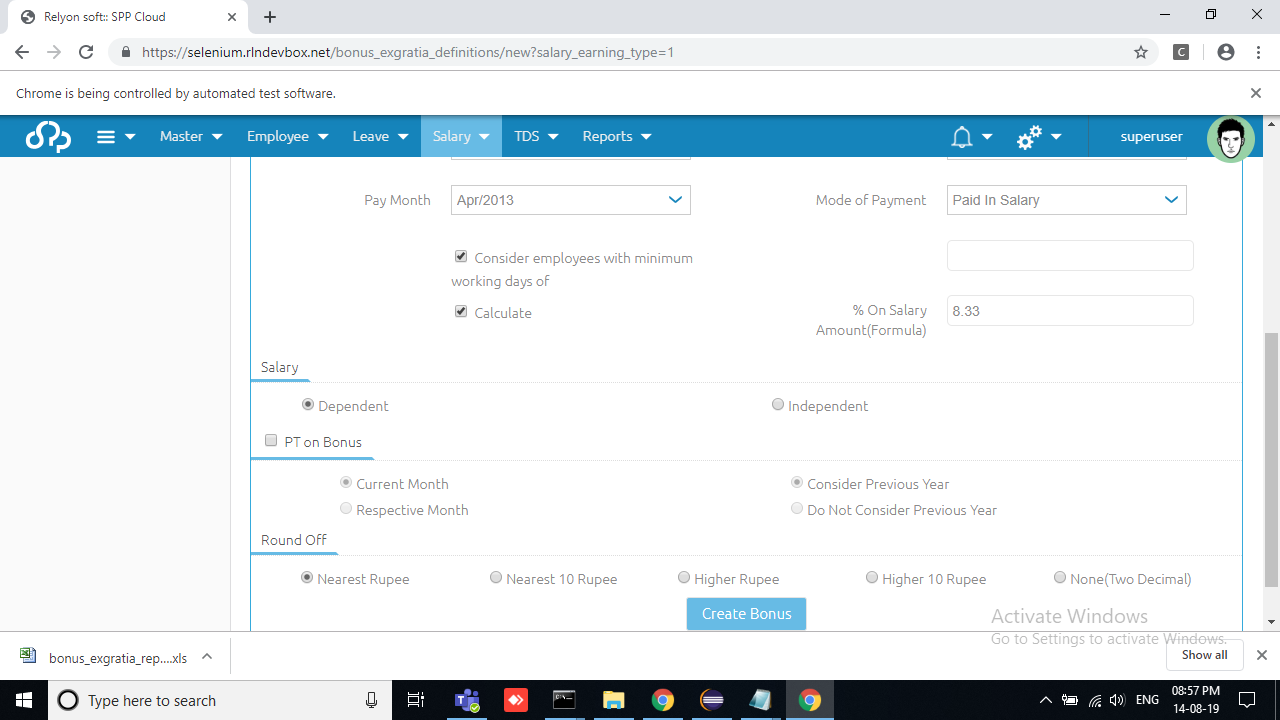 Relyon soft:: SPP Cloud
https://selenium.rlndevbox.net/bonus_exgratia_definitions/new?salary_earning_type=1
C
Chrome is being controlled by automated test software.
Master Employee Leave Salary TDS Reports superuser
Pay Month Apr/2013 Mode of Payment Paid In Salary
Consider employees with minimum
working days of
Calculate % On Salary 8.33
Amount(Formula)
Salary
Dependent Independent
PT on Bonus
Current Month Consider Previous Year
Respective Month Do Not Consider Previous Year
Round Off
Nearest Rupee Nearest 10 Rupee Higher Rupee Higher 10 Rupee None(Two Decimal)
Create Bonus
Activate Windows
Go to Settings to activate Windows.
bonus_exgratia_rep....xls Show all
Type here to search
ENG 08:57 PM
14-08-19